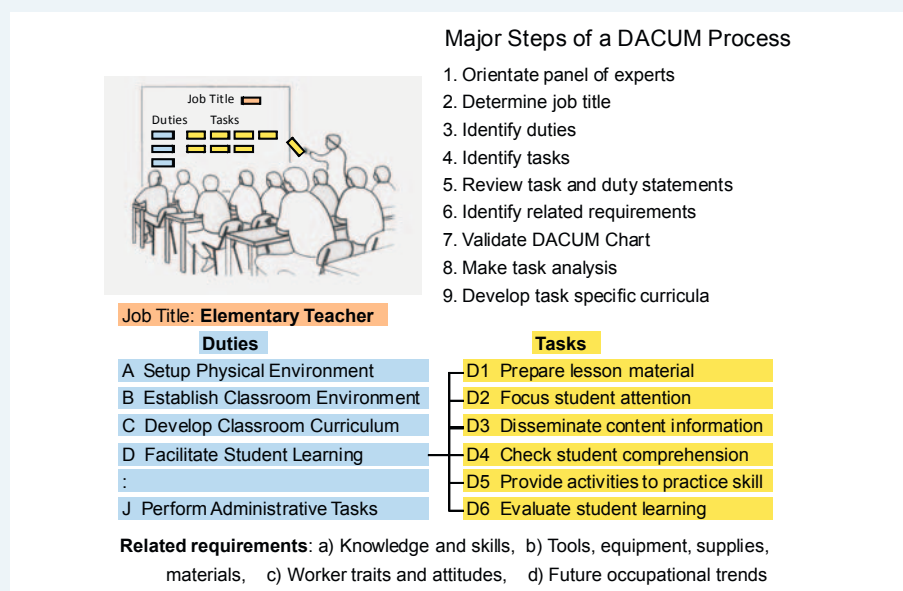 Major Steps of a DACUM Process
1. Orientate panel of experts
2. Determine job title
3. Identify duties
4. Identify tasks
5. Review task and duty statements
6. Identify related requirements
7. Validate DACUM Chart
8. Make task analysis
9. Develop task specific curricula
Job Title
Duties Tasks
Job Title: Elementary Teacher
Duties
A Setup Physical Environment
B Establish Classroom Environment
C Develop Classroom Curriculum
D Facilitate Student Learning
:
J Perform Administrative Tasks
Tasks
D1 Prepare lesson material
D2 Focus student attention
D3 Disseminate content information
D4 Check student comprehension
D5 Provide activities to practice skill
D6 Evaluate student learning
Related requirements: a) Knowledge and skills, b) Tools, equipment, supplies,
materials, c) Worker traits and attitudes, d) Future occupational trends